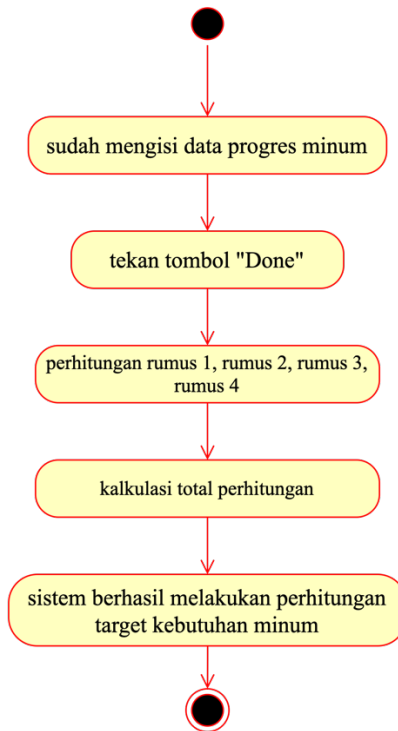 sudah mengisi data progres minum
tekan tombol "Done"
perhitungan rumus 1, rumus 2, rumus 3,
rumus 4
kalkulasi total perhitungan
sistem berhasil melakukan perhitungan
target kebutuhan minum